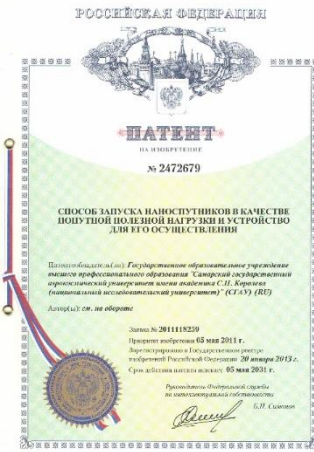 РОССИЙСКАЯ ФЕДЕРАЦИЯ
ПАТЕНТ
НА ИЗОБРЕТЕНИЕ
№ 2472679
СПОСОБ ЗАПУСКА НАНОСПУТНИКОВ В КАЧЕСТВЕ
ПОПУТНОЙ ПОЛЕЗНОЙ НАГРУЗКИ И УСТРОЙСТВО
ДЛЯ ЕГО ОСУЩЕСТВЛЕНИЯ
Патентообладатель(ли): Государственное образовательное учреждение
высшего профессионального образования "Самарский государственный
аэрокосмический университет имени академика С.П. Королева
(национальный исследовательский университет)" (СГАУ) (RU)
Автор(ы): см. на обороте
Заявка № 2011118239
Приоритет изобретения 05 мая 2011 г.
Зарегистрировано в Государственном реестре
изобретений Российской Федерации 20 января 2013 г.
Срок действия патента истекает 05 мая 2031 г.
Руководитель Федеральной службы
по интеллектуальной собственности
Б.П. Симонов